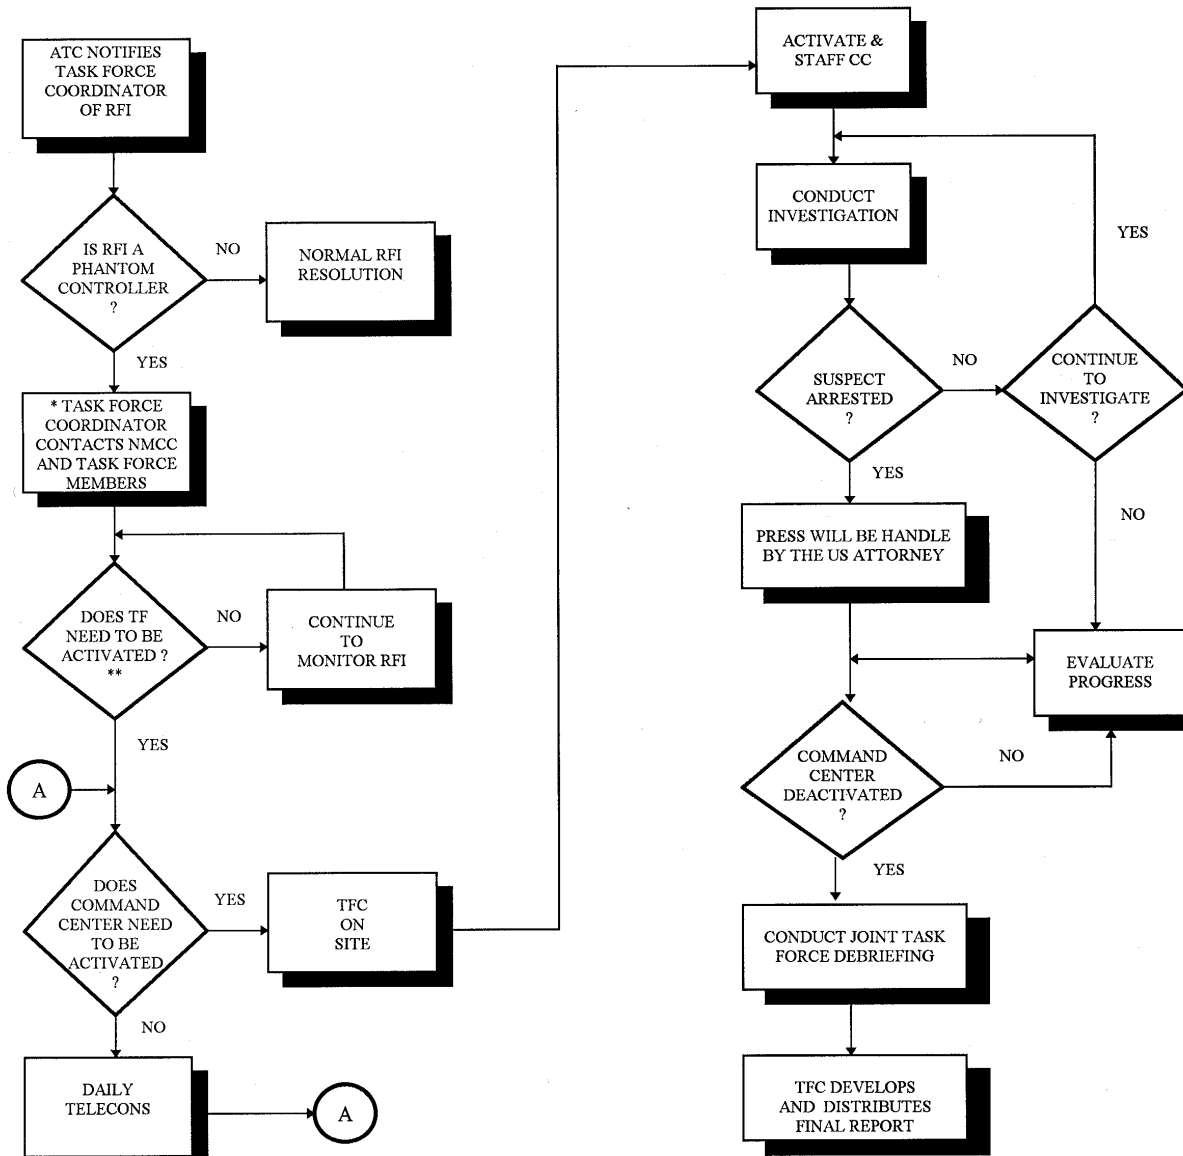 ATC NOTIFIES
TASK FORCE
COORDINATOR
OF RFI
IS RFI A
PHANTOM
CONTROLLER
?
NO
NORMAL RFI
RESOLUTION
YES
* TASK FORCE
COORDINATOR
CONTACTS NMCC
AND TASK FORCE
MEMBERS
DOES TF
NEED TO BE
ACTIVATED ?
**
NO
CONTINUE
TO
MONITOR RFI
YES
A
DOES
COMMAND
CENTER NEED
TO BE
ACTIVATED
?
YES
TFC
ON
SITE
NO
DAILY
TELECONS
A
ACTIVATE &
STAFF CC
CONDUCT
INVESTIGATION
YES
SUSPECT
ARRESTED
?
NO
CONTINUE
TO
INVESTIGATE
?
YES
NO
PRESS WILL BE HANDLE
BY THE US ATTORNEY
EVALUATE
PROGRESS
COMMAND
CENTER
DEACTIVATED
?
NO
YES
CONDUCT JOINT TASK
FORCE DEBRIEFING
TFC DEVELOPS
AND DISTRIBUTES
FINAL REPORT